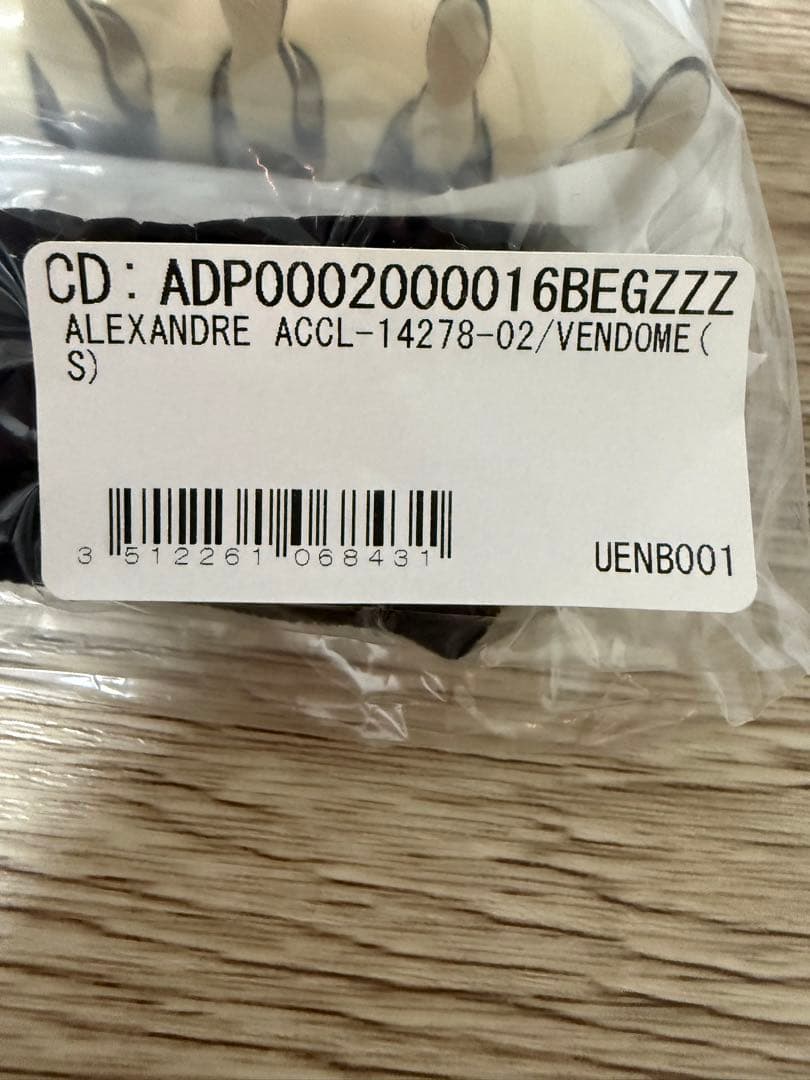 CD: ADP0002000016BEGZZZ
ALEXANDRE ACCL-14278-02/VENDOME(
S)
3 512261 068431
UENB001